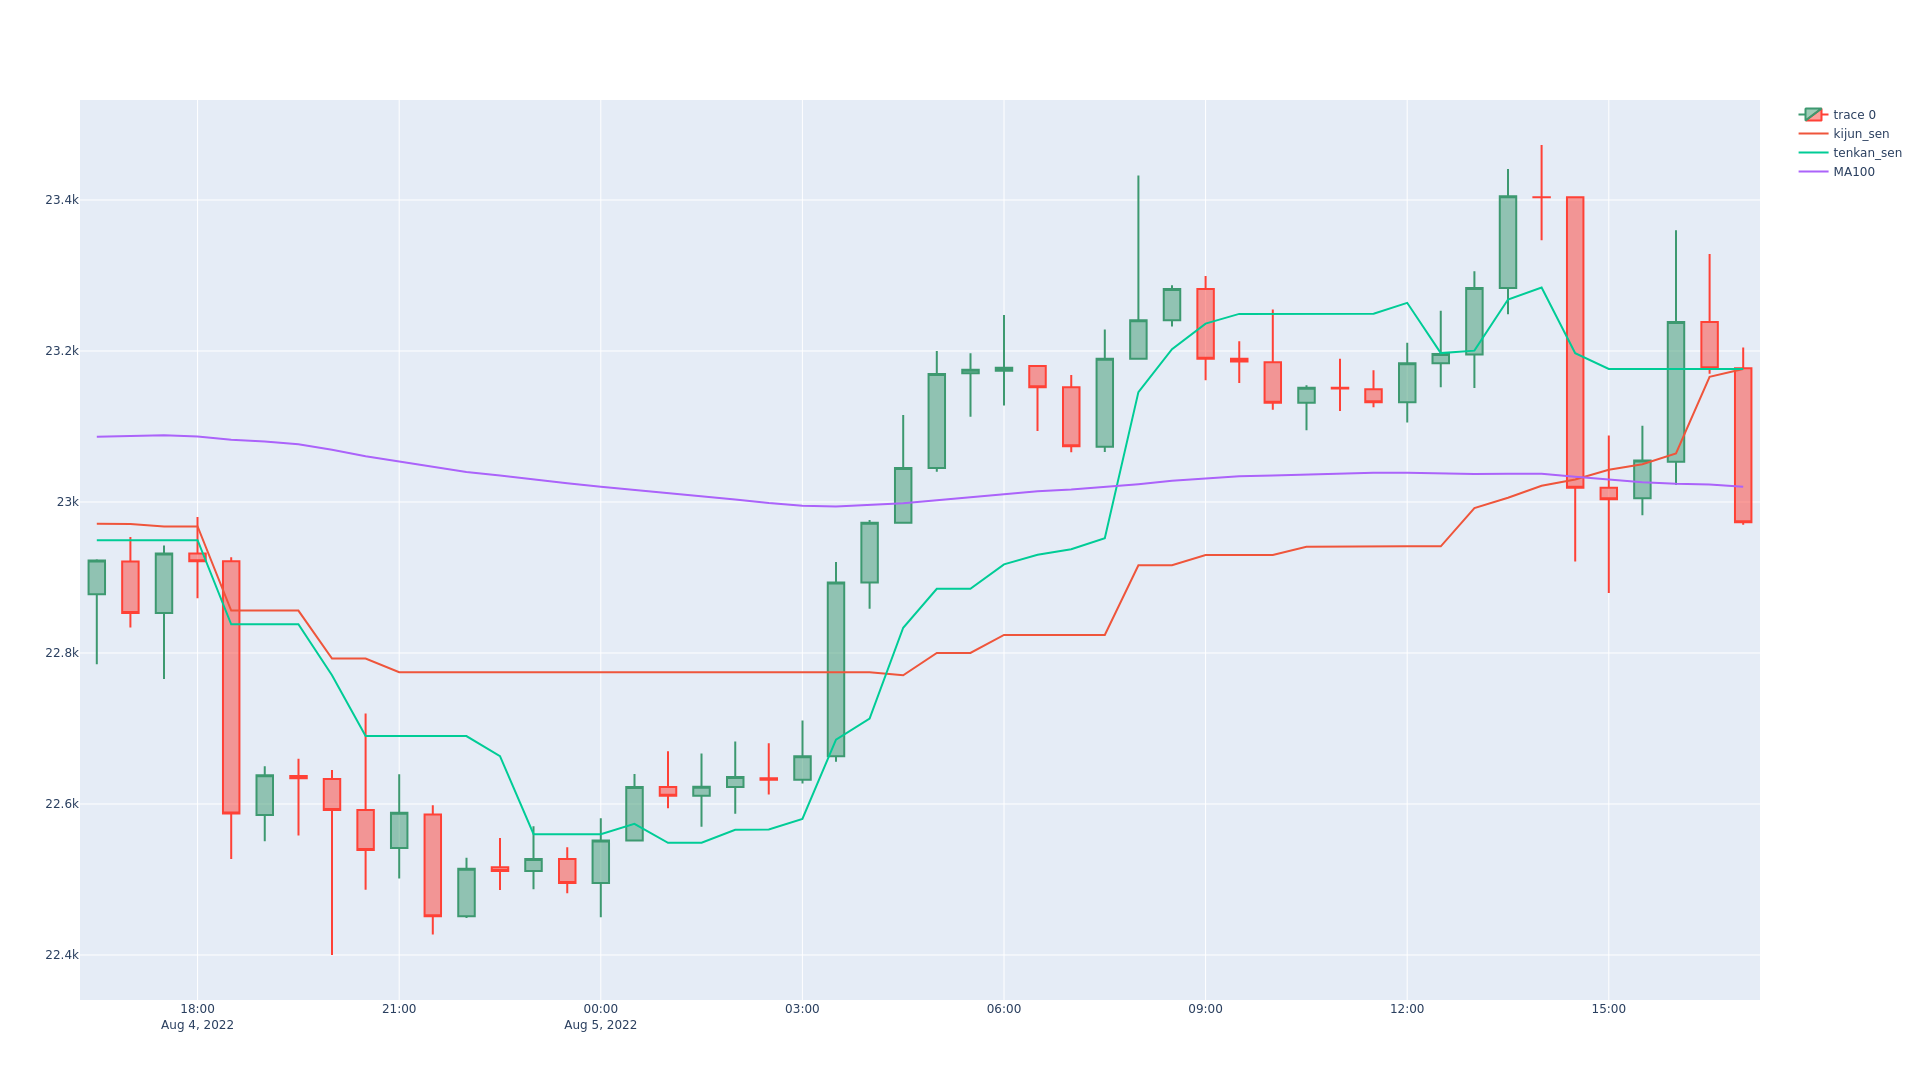 trace 0
kijun_sen
tenkan_sen
MA100
23.4k
23.2k
23k
22.8k
22.6k
22.4k
18:00 21:00 00:00 03:00 06:00 09:00 12:00 15:00
Aug 4, 2022 Aug 5, 2022